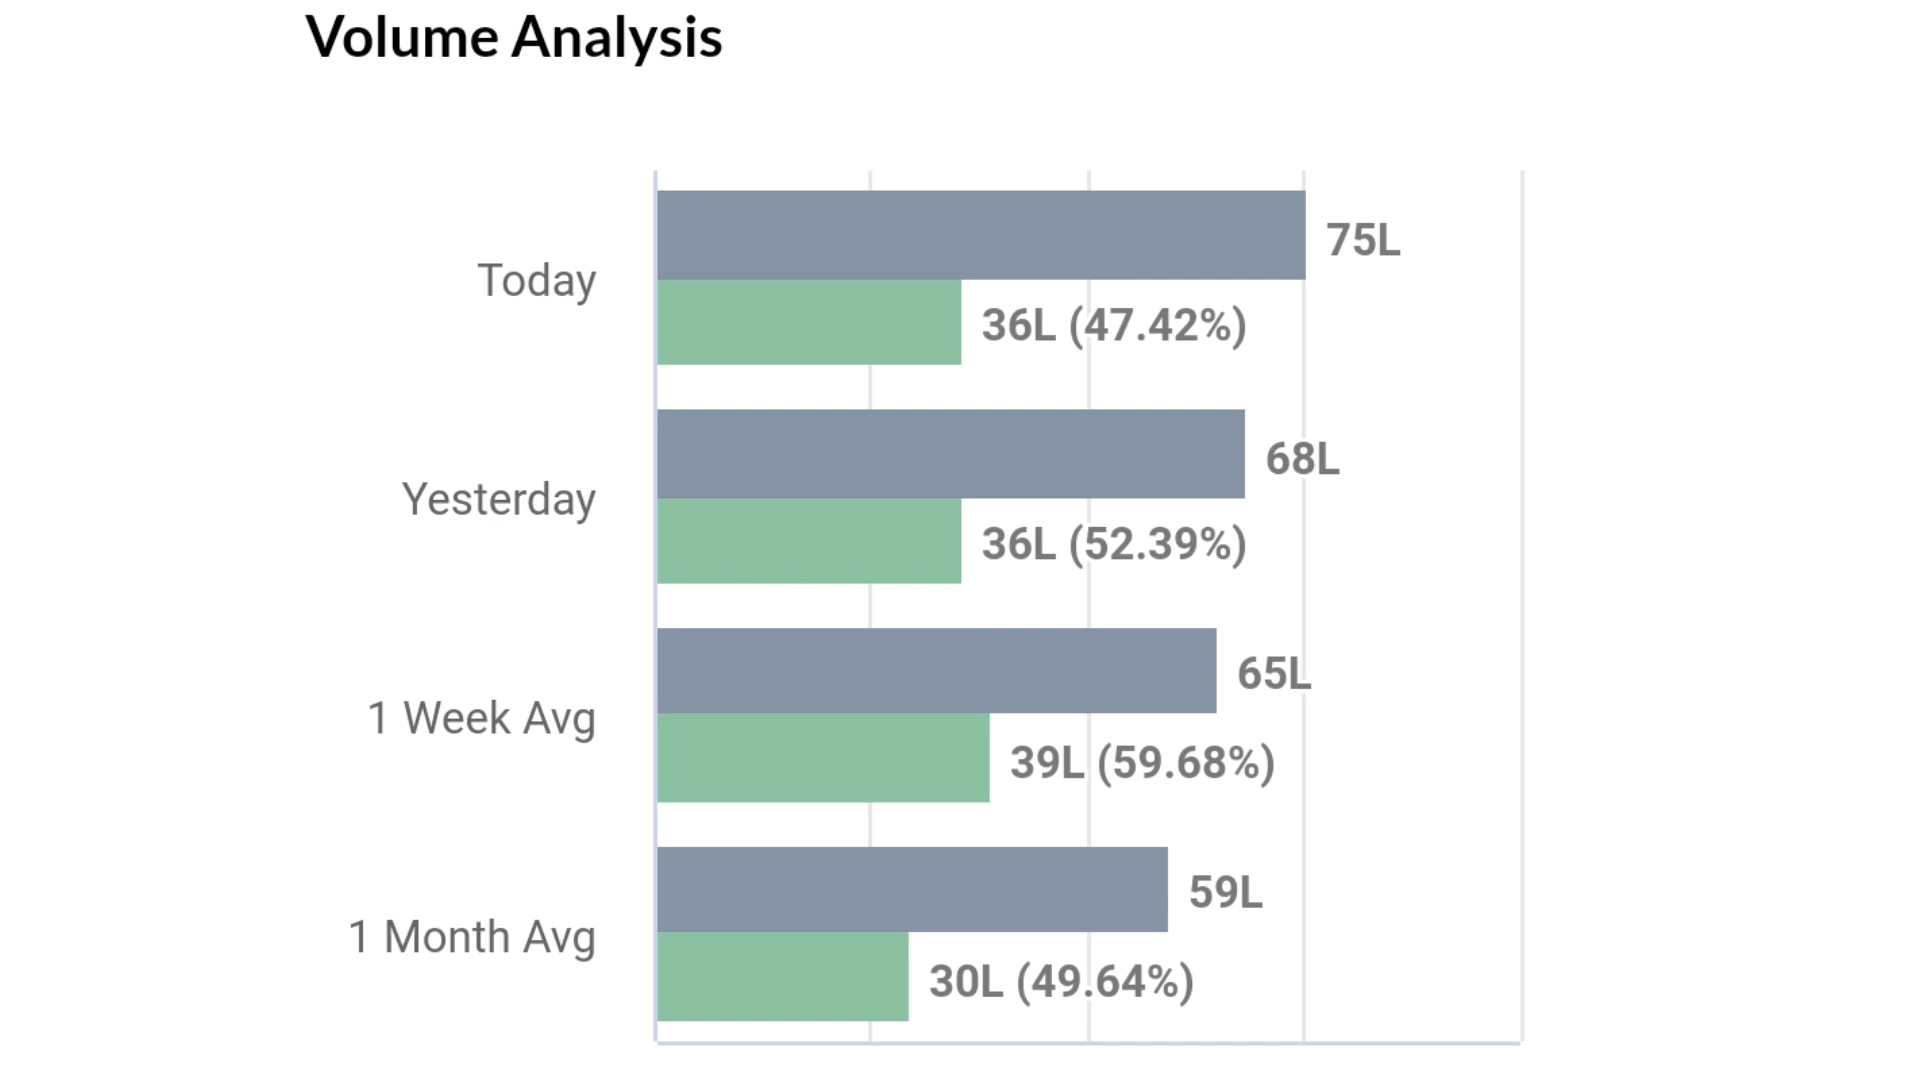 Volume Analysis
Today
75L
36L (47.42%)
Yesterday
68L
36L (52.39%)
1 Week Avg
65L
39L (59.68%)
1 Month Avg
59L
30L (49.64%)